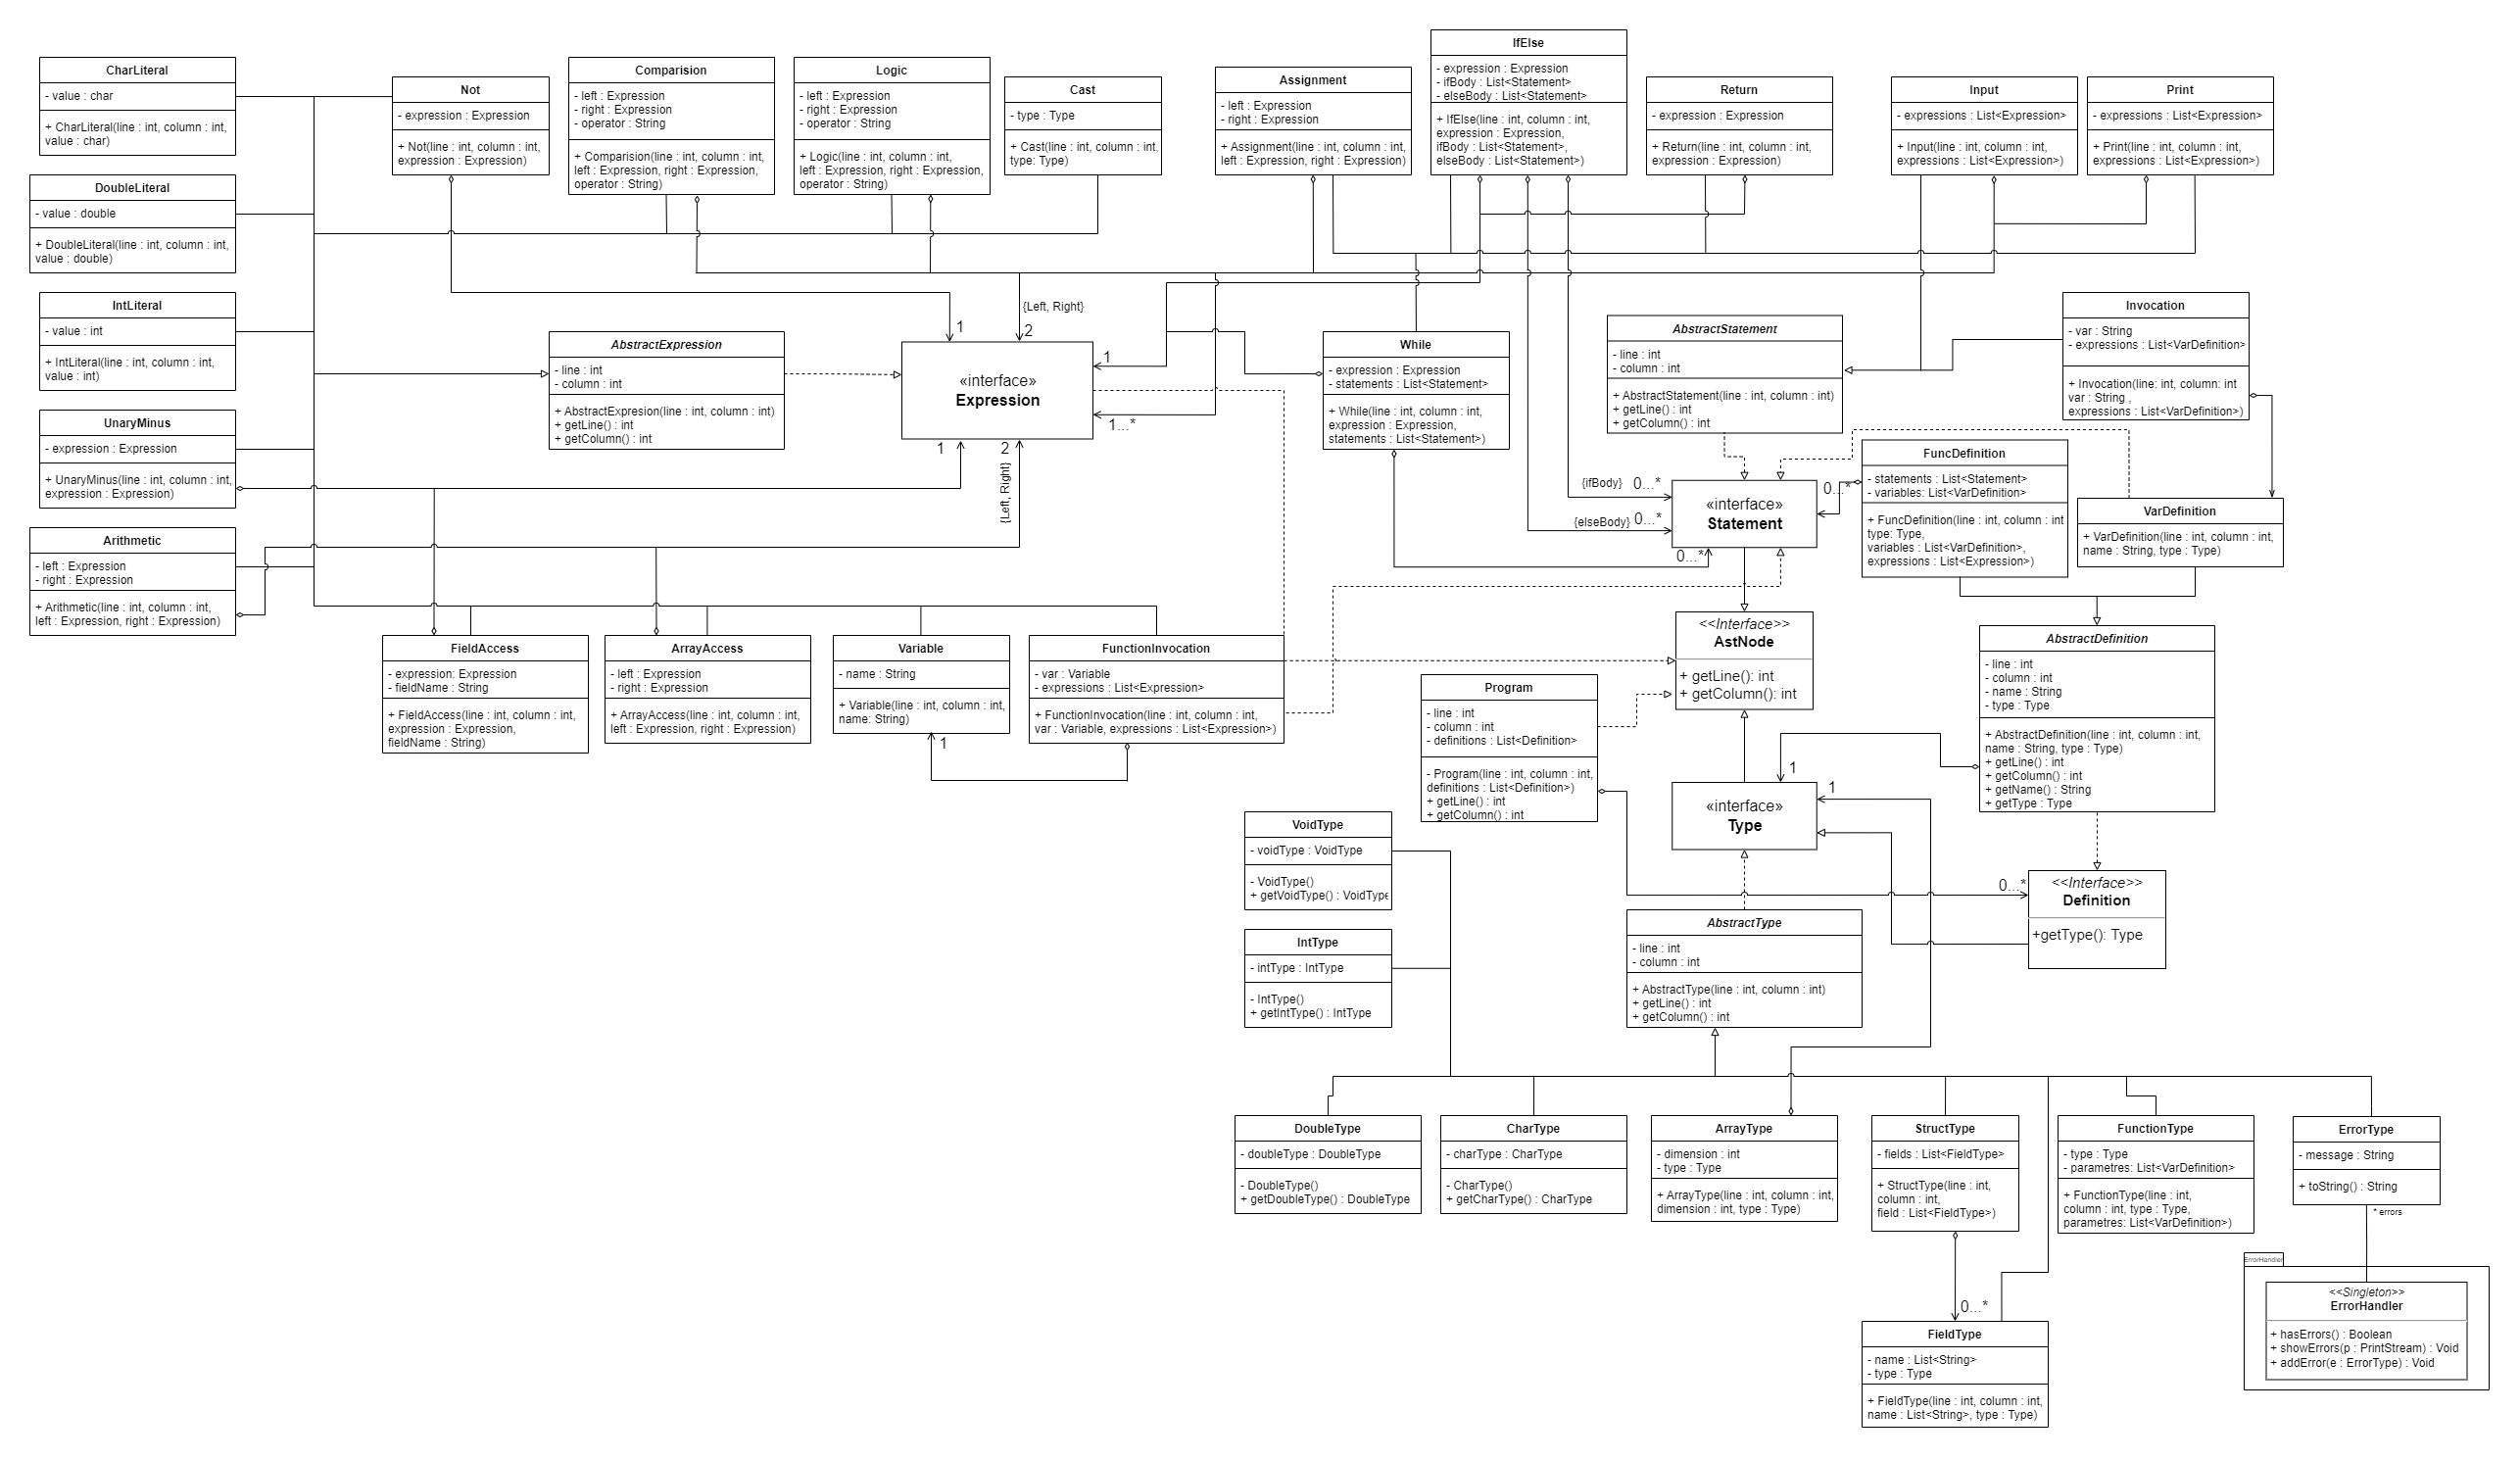 CharLiteral
- value : char
+ CharLiteral(line : int, column : int,
value : char)
Not
- expression : Expression
+ Not(line : int, column : int,
expression : Expression)
Comparision
- left : Expression
- right : Expression
- operator : String
+ Comparision(line : int, column : int,
left : Expression, right : Expression,
operator : String)
Logic
- left : Expression
- right : Expression
- operator : String
+ Logic(line : int, column : int,
left : Expression, right : Expression,
operator : String)
Cast
- type : Type
+ Cast(line : int, column : int,
type: Type)
Assignment
- left : Expression
- right : Expression
+ Assignment(line : int, column : int,
left : Expression, right : Expression)
IfElse
- expression : Expression
- ifBody : List<Statement>
- elseBody : List<Statement>
+ IfElse(line : int, column : int,
expression : Expression,
ifBody : List<Statement>,
elseBody : List<Statement>)
Return
- expression : Expression
+ Return(line : int, column : int,
expression : Expression)
Input
- expressions : List<Expression>
+ Input(line : int, column : int,
expressions : List<Expression>)
Print
- expressions : List<Expression>
+ Print(line : int, column : int,
expressions : List<Expression>)
DoubleLiteral
- value : double
+ DoubleLiteral(line : int, column : int,
value : double)
IntLiteral
- value : int
+ IntLiteral(line : int, column : int,
value : int)
AbstractExpression
- line : int
- column : int
+ AbstractExpresion(line : int, column : int)
+ getLine() : int
+ getColumn() : int
1
{Left, Right}
2
«interface»
Expression
1
1...*
1
2
{Left, Right}
While
- expression : Expression
- statements : List<Statement>
+ While(line : int, column : int,
expression : Expression,
statements : List<Statement>)
AbstractStatement
- line : int
- column : int
+ AbstractStatement(line : int, column : int)
+ getLine() : int
+ getColumn() : int
Invocation
- var : String
- expressions : List<VarDefinition>
+ Invocation(line: int, column: int
var : String ,
expressions : List<VarDefinition>)
UnaryMinus
- expression : Expression
+ UnaryMinus(line : int, column : int,
expression : Expression)
{ifBody}
0...*
{elseBody}
0...*
0...*
0...*
«interface»
Statement
FuncDefinition
- statements : List<Statement>
- variables: List<VarDefinition>
+ FuncDefinition(line : int, column : int
type: Type,
variables : List<VarDefinition>,
expressions : List<Expression>)
VarDefinition
+ VarDefinition(line : int, column : int,
name : String, type : Type)
Arithmetic
- left : Expression
- right : Expression
+ Arithmetic(line : int, column : int,
left : Expression, right : Expression)
FieldAccess
- expression: Expression
- fieldName : String
+ FieldAccess(line : int, column : int,
expression : Expression,
fieldName : String)
ArrayAccess
- left : Expression
- right : Expression
+ ArrayAccess(line : int, column : int,
left : Expression, right : Expression)
Variable
- name : String
+ Variable(line : int, column : int,
name: String)
1
FunctionInvocation
- var : Variable
- expressions : List<Expression>
+ FunctionInvocation(line : int, column : int,
var : Variable, expressions : List<Expression>)
<<Interface>>
AstNode
+ getLine(): int
+ getColumn(): int
Program
- line : int
- column : int
- definitions : List<Definition>
- Program(line : int, column : int,
definitions : List<Definition>)
+ getLine() : int
+ getColumn() : int
AbstractDefinition
- line : int
- column : int
- name : String
- type : Type
+ AbstractDefinition(line : int, column : int,
name : String, type : Type)
+ getLine() : int
+ getColumn() : int
+ getName() : String
+ getType : Type
1
1
«interface»
Type
VoidType
- voidType : VoidType
- VoidType()
+ getVoidType() : VoidType
0...*
<<Interface>>
Definition
+getType(): Type
AbstractType
- line : int
- column : int
+ AbstractType(line : int, column : int)
+ getLine() : int
+ getColumn() : int
IntType
- intType : IntType
- IntType()
+ getIntType() : IntType
DoubleType
- doubleType : DoubleType
- DoubleType()
+ getDoubleType() : DoubleType
CharType
- charType : CharType
- CharType()
+ getCharType() : CharType
ArrayType
- dimension : int
- type : Type
+ ArrayType(line : int, column : int,
dimension : int, type : Type)
StructType
- fields : List<FieldType>
+ StructType(line : int,
column : int,
field : List<FieldType>)
FunctionType
- type : Type
- parametres: List<VarDefinition>
+ FunctionType(line : int,
column : int, type : Type,
parametres: List<VarDefinition>)
ErrorType
- message : String
+ toString() : String
* errors
ErrorHandler
<<Singleton>>
ErrorHandler
+ hasErrors() : Boolean
+ showErrors(p : PrintStream) : Void
+ addError(e : ErrorType) : Void
0...*
FieldType
- name : List<String>
- type : Type
+ FieldType(line : int, column : int,
name : List<String>, type : Type)